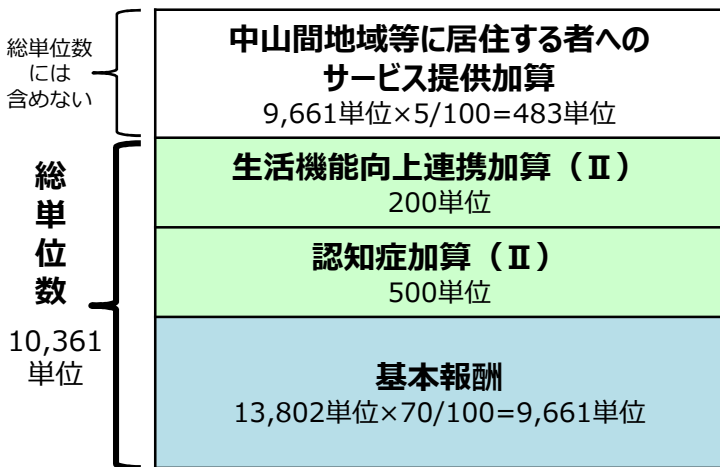 総単位数
には
含めない
中山間地域等に居住する者への
サービス提供加算
9,661単位×5/100=483単位
総
単
位
数
10,361
単位
生活機能向上連携加算（Ⅱ）
200単位
認知症加算（Ⅱ）
500単位
基本報酬
13,802単位×70/100=9,661単位